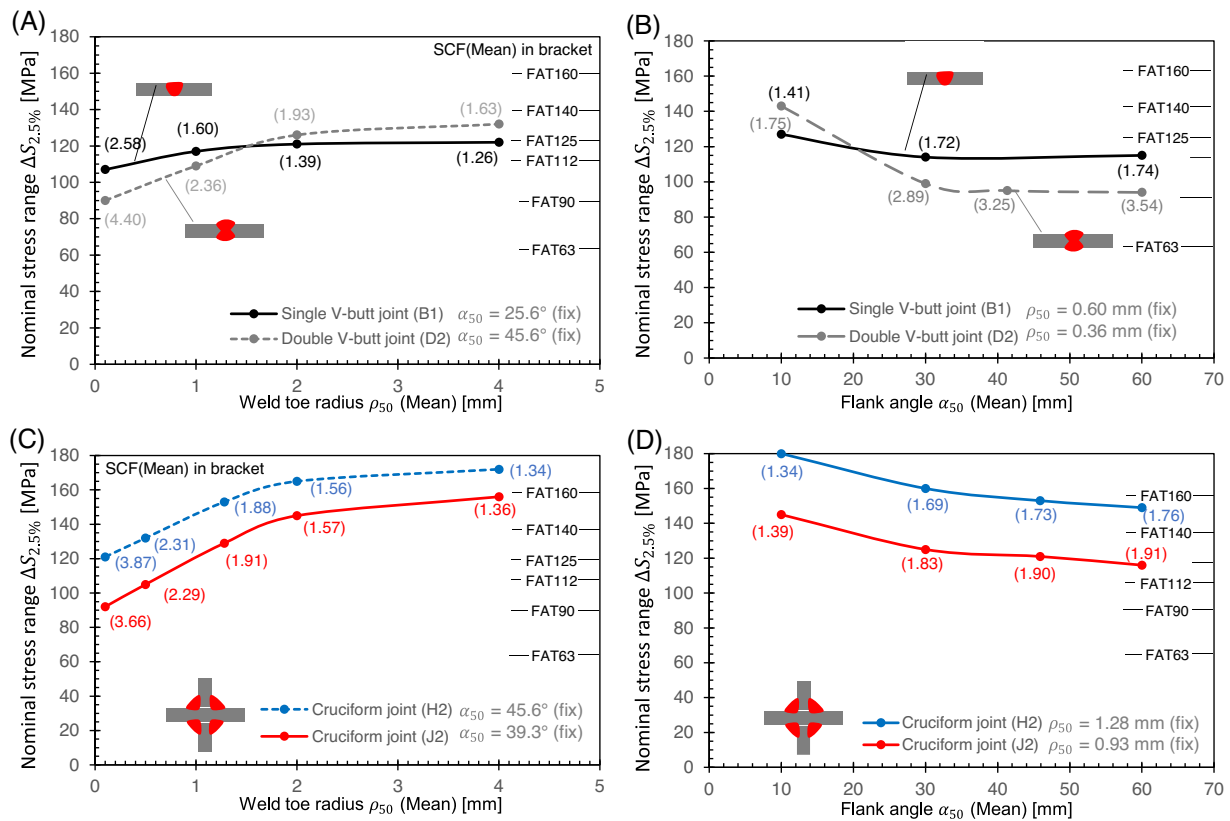 (A)
Nominal stress range ΔS₂.₅% [MPa]
180
160
140
120
100
80
60
40
20
0
SCF(Mean) in bracket
FAT160
FAT140
FAT125
FAT112
FAT90
FAT63
(2.58)
(1.60)
(1.93)
(1.63)
(1.39)
(1.26)
(2.36)
(4.40)
Single V-butt joint (B1) α₅₀ = 25.6° (fix)
Double V-butt joint (D2) α₅₀ = 45.6° (fix)
0 1 2 3 4 5
Weld toe radius ρ₅₀ (Mean) [mm]
(B)
Nominal stress range ΔS₂.₅% [MPa]
180
160
140
120
100
80
60
40
20
0
FAT160
FAT140
FAT125
FAT90
FAT63
(1.41)
(1.75)
(1.72)
(1.74)
(2.89)
(3.25)
(3.54)
Single V-butt joint (B1) ρ₅₀ = 0.60 mm (fix)
Double V-butt joint (D2) ρ₅₀ = 0.36 mm (fix)
0 10 20 30 40 50 60 70
Flank angle α₅₀ (Mean) [mm]
(C)
Nominal stress range ΔS₂.₅% [MPa]
180
160
140
120
100
80
60
40
20
0
SCF(Mean) in bracket
FAT160
FAT140
FAT125
FAT112
FAT90
FAT63
(1.34)
(1.56)
(1.88)
(1.36)
(2.31)
(1.57)
(3.87)
(1.91)
(2.29)
(3.66)
Cruciform joint (H2) α₅₀ = 45.6° (fix)
Cruciform joint (J2) α₅₀ = 39.3° (fix)
0 1 2 3 4 5
Weld toe radius ρ₅₀ (Mean) [mm]
(D)
Nominal stress range ΔS₂.₅% [MPa]
180
160
140
120
100
80
60
40
20
0
FAT160
FAT140
FAT112
FAT90
FAT63
(1.34)
(1.69)
(1.73)
(1.76)
(1.39)
(1.83)
(1.90)
(1.91)
Cruciform joint (H2) ρ₅₀ = 1.28 mm (fix)
Cruciform joint (J2) ρ₅₀ = 0.93 mm (fix)
0 10 20 30 40 50 60 70
Flank angle α₅₀ (Mean) [mm]